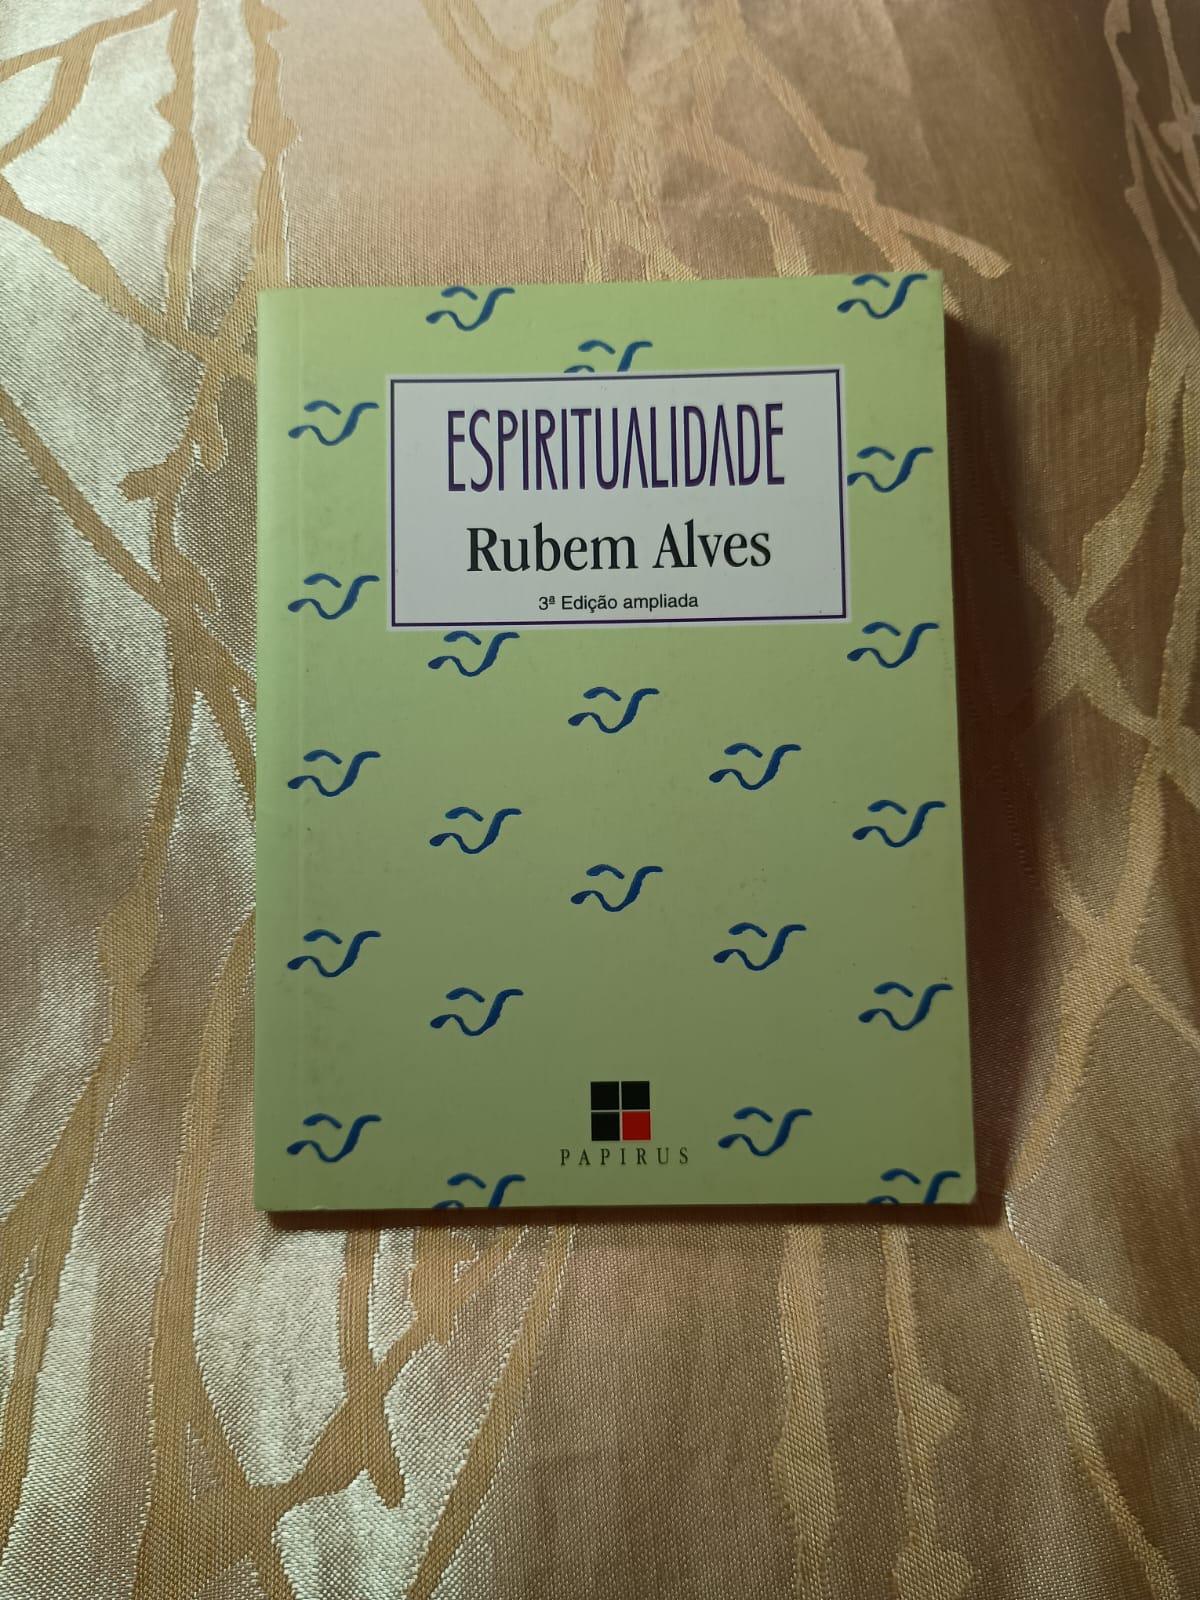 ESPIRITUALIDADE
Rubem Alves
3ª Edição ampliada
PAPIRUS